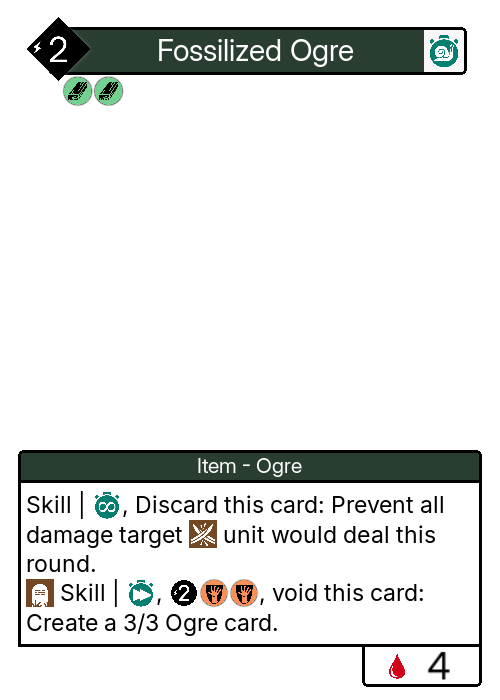 2 Fossilized Ogre
Item - Ogre
Skill | , Discard this card: Prevent all
damage target unit would deal this
round.
Skill | , 2 , void this card:
Create a 3/3 Ogre card.
4